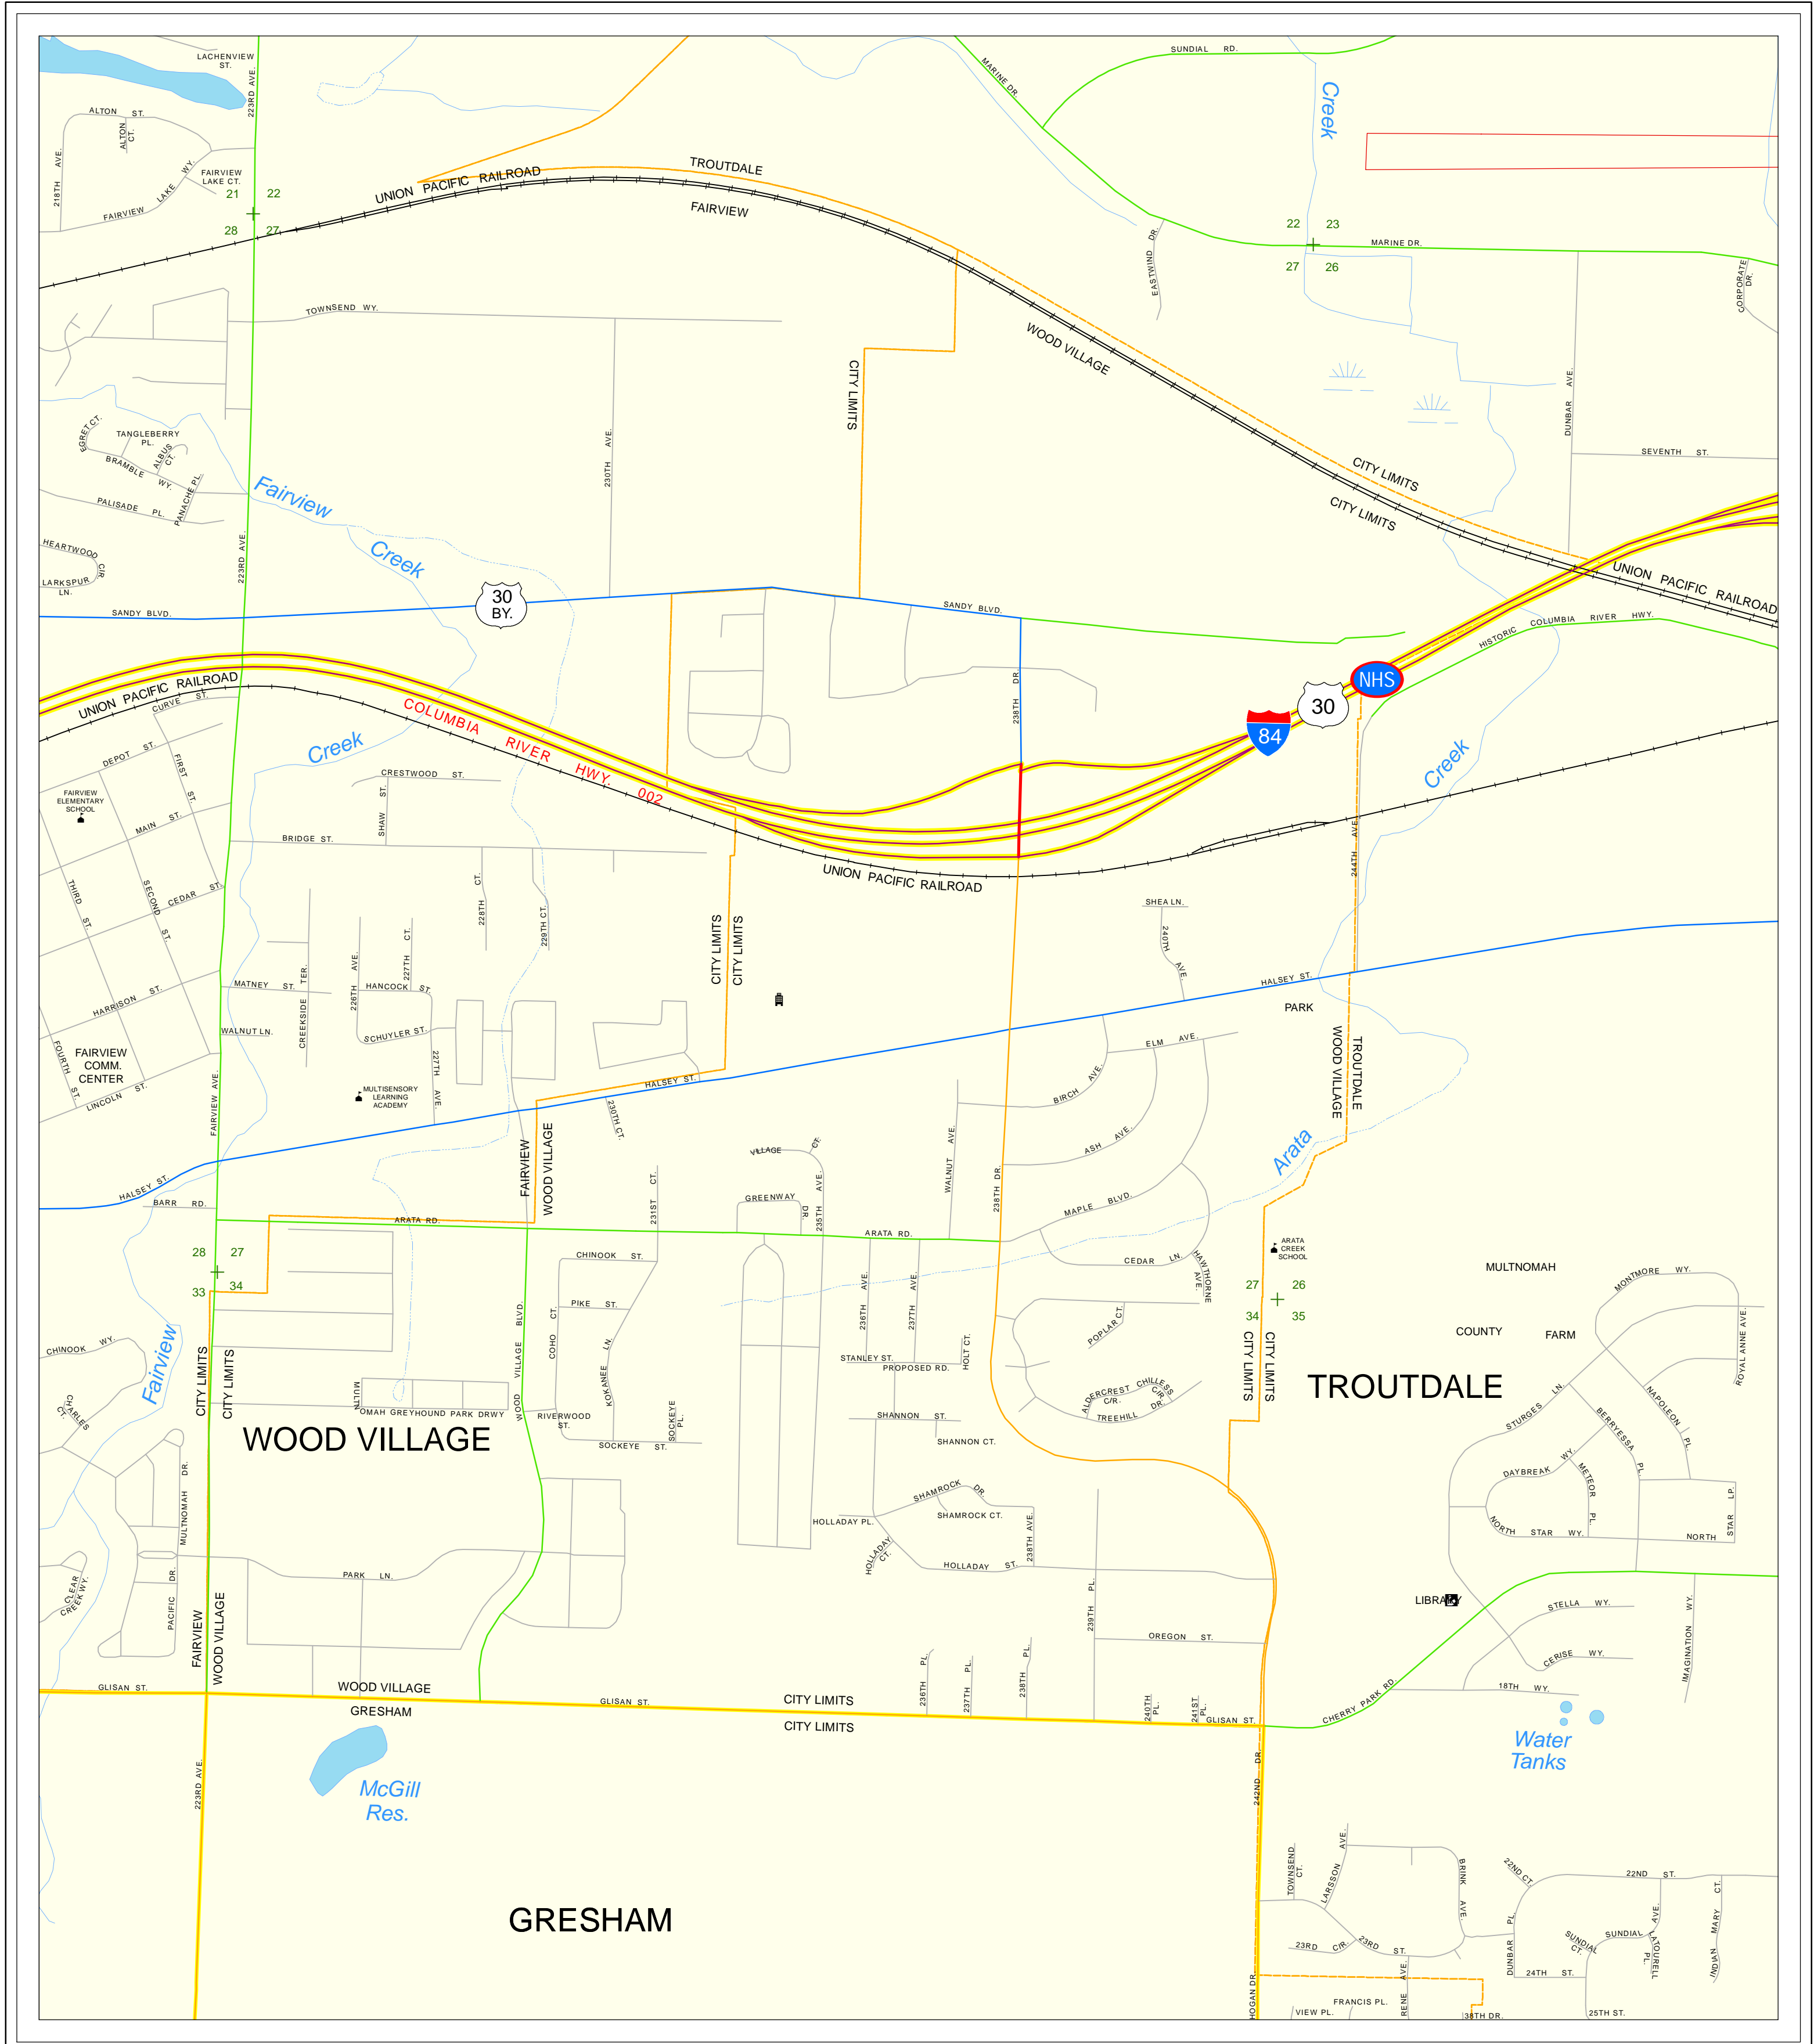 LACHENVIEW
ST.
223RD AVE.
SUNDIAL RD.
MARINE DR.
Creek
ALTON ST.
ALTON
CT.
218TH AVE.
FAIRVIEW
LAKE CT.
FAIRVIEW LAKE WY.
21 22
28 27
UNION PACIFIC RAILROAD
TROUTDALE
FAIRVIEW
EASTWIND DR.
22 23
27 26
MARINE DR.
CORPORATE
DR.
TOWNSEND WY.
WOOD VILLAGE
CITY LIMITS
DUNBAR AVE.
230TH AVE.
EGRET CT.
TANGLEBERRY
PL.
ALBUS
CT.
BRAMBLE WY.
PANACHE PL.
PALISADE PL.
Fairview
Creek
CITY LIMITS
CITY LIMITS
SEVENTH ST.
HEARTWOOD
CIR.
LARKSPUR
LN.
223RD AVE.
SANDY BLVD.
30
BY.
SANDY BLVD.
UNION PACIFIC RAILROAD
HISTORIC COLUMBIA RIVER HWY.
NHS
30
84
238TH DR.
UNION PACIFIC RAILROAD
CURVE ST.
COLUMBIA RIVER HWY. 002
Creek
Creek
DEPOT ST.
FIRST ST.
FAIRVIEW
ELEMENTARY
SCHOOL
MAIN ST.
CRESTWOOD ST.
SHAW ST.
BRIDGE ST.
244TH AVE.
UNION PACIFIC RAILROAD
THIRD ST.
SECOND ST.
CEDAR ST.
228TH CT.
229TH CT.
CITY LIMITS
CITY LIMITS
SHEA LN.
240TH AVE.
HALSEY ST.
PARK
HARRISON ST.
MATNEY ST.
CREEKSIDE TER.
226TH AVE.
227TH CT.
HANCOCK ST.
WALNUT LN.
SCHUYLER ST.
227TH AVE.
FOURTH ST.
FAIRVIEW
COMM.
CENTER
LINCOLN ST.
FAIRVIEW AVE.
MULTISENSORY
LEARNING
ACADEMY
HALSEY ST.
230TH CT.
ELM AVE.
BIRCH AVE.
ASH AVE.
WOOD VILLAGE
TROUTDALE
Arata
FAIRVIEW
WOOD VILLAGE
VILLAGE CT.
WALNUT AVE.
238TH DR.
HALSEY ST.
BARR RD.
ARATA RD.
231ST CT.
GREENWAY
DR.
235TH AVE.
ARATA RD.
MAPLE BLVD.
CEDAR LN.
HAWTHORNE
AVE.
ARATA
CREEK
SCHOOL
28 27
33 34
CHINOOK ST.
PIKE ST.
COHO CT.
KOKANEE LN.
WOOD VILLAGE BLVD.
236TH AVE.
237TH AVE.
POPLAR CT.
27 26
34 35
MULTNOMAH
COUNTY FARM
MONTMORE WY.
ROYAL ANNE AVE.
CHINOOK WY.
Fairview
CITY LIMITS
CITY LIMITS
STANLEY ST.
PROPOSED RD.
HOLT CT.
CITY LIMITS
CITY LIMITS
TROUTDALE
CHARLES
CT.
MULTN
OMAH GREYHOUND PARK DRWY
RIVERWOOD
ST.
SOCKEYE
PL.
SOCKEYE ST.
SHANNON ST.
SHANNON CT.
ALDERCREST
C/R.
CHILLESS
C/R.
TREEHILL DR.
STURGES LN.
BERRYESSA PL.
NAPOLEON PL.
WOOD VILLAGE
MULTNOMAH DR.
SHAMROCK DR.
SHAMROCK CT.
HOLLADAY PL.
HOLLADAY
CT.
HOLLADAY ST.
238TH AVE.
DAYBREAK WY.
METEOR PL.
NORTH STAR WY.
NORTH
STAR LP.
CLEAR
CREEK WY.
PACIFIC DR.
PARK LN.
239TH PL.
LIBRARY
STELLA WY.
IMAGINATION WY.
OREGON ST.
CERISE WY.
FAIRVIEW
WOOD VILLAGE
236TH PL.
237TH PL.
238TH PL.
240TH
PL.
241ST
PL.
18TH WY.
CHERRY PARK RD.
GLISAN ST.
WOOD VILLAGE
GRESHAM
GLISAN ST.
CITY LIMITS
CITY LIMITS
GLISAN ST.
Water
Tanks
223RD AVE.
McGill
Res.
242ND DR.
GRESHAM
TOWNSEND
CT.
LARSSON AVE.
BRINK AVE.
22ND CT.
22ND ST.
23RD CIR.
23RD ST.
DUNBAR PL.
SUNDIAL
CT.
SUNDIAL AVE.
LATOURELL
PL.
INDIAN MARY CT.
24TH ST.
HOGAN DR.
VIEW PL.
FRANCIS PL.
RENE AVE.
38TH DR.
25TH ST.